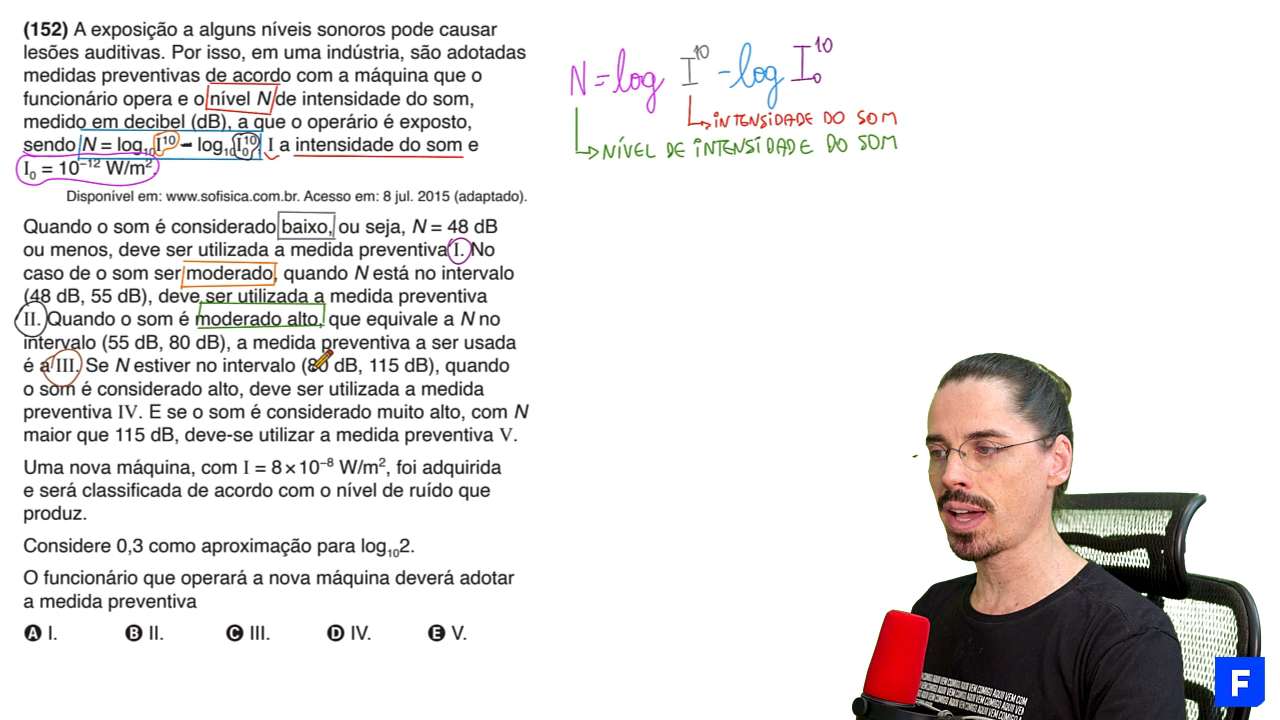 (152) A exposição a alguns níveis sonoros pode causar
lesões auditivas. Por isso, em uma indústria, são adotadas
medidas preventivas de acordo com a máquina que o
funcionário opera e o nível N de intensidade do som,
medido em decibel (dB), a que o operário é exposto,
sendo N = log₁₀I¹⁰ − log₁₀I₀¹⁰, I a intensidade do som e
I₀ = 10⁻¹² W/m².
Disponível em: www.sofisica.com.br. Acesso em: 8 jul. 2015 (adaptado).
Quando o som é considerado baixo, ou seja, N = 48 dB
ou menos, deve ser utilizada a medida preventiva I. No
caso de o som ser moderado, quando N está no intervalo
(48 dB, 55 dB), deve ser utilizada a medida preventiva
II. Quando o som é moderado alto, que equivale a N no
intervalo (55 dB, 80 dB), a medida preventiva a ser usada
é a III. Se N estiver no intervalo (80 dB, 115 dB), quando
o som é considerado alto, deve ser utilizada a medida
preventiva IV. E se o som é considerado muito alto, com N
maior que 115 dB, deve-se utilizar a medida preventiva V.
Uma nova máquina, com I = 8×10⁻⁸ W/m², foi adquirida
e será classificada de acordo com o nível de ruído que
produz.
Considere 0,3 como aproximação para log₁₀2.
O funcionário que operará a nova máquina deverá adotar
a medida preventiva
A I. B II. C III. D IV. E V.
N = log I¹⁰ − log I₀¹⁰
INTENSIDADE DO SOM
NÍVEL DE INTENSIDADE DO SOM
F